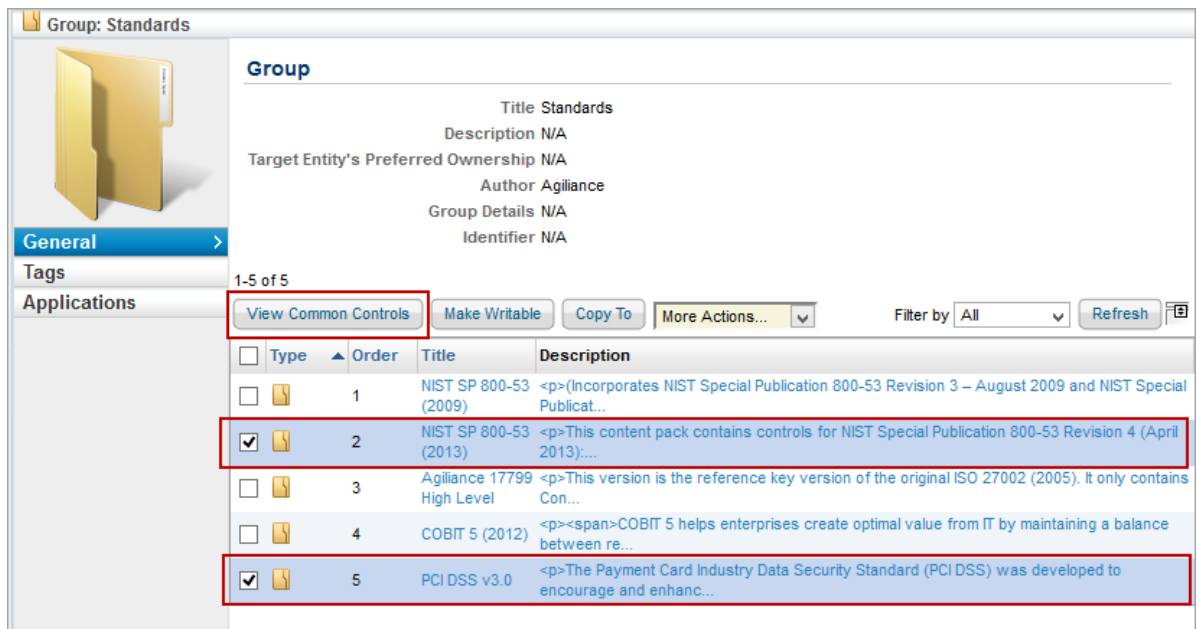 Group: Standards
Group
Title Standards
Description N/A
Target Entity's Preferred Ownership N/A
Author Agiliance
Group Details N/A
Identifier N/A
General
Tags
Applications
1-5 of 5
View Common Controls Make Writable Copy To More Actions... Filter by All Refresh
Type Order Title Description
1 NIST SP 800-53 (2009) <p>(Incorporates NIST Special Publication 800-53 Revision 3 – August 2009 and NIST Special
Publicat...
2 NIST SP 800-53 (2013) <p>This content pack contains controls for NIST Special Publication 800-53 Revision 4 (April
2013):...
3 Agiliance 17799 High Level <p>This version is the reference key version of the original ISO 27002 (2005). It only contains
Con...
4 COBIT 5 (2012) <p><span>COBIT 5 helps enterprises create optimal value from IT by maintaining a balance
between re...
5 PCI DSS v3.0 <p>The Payment Card Industry Data Security Standard (PCI DSS) was developed to
encourage and enhanc...